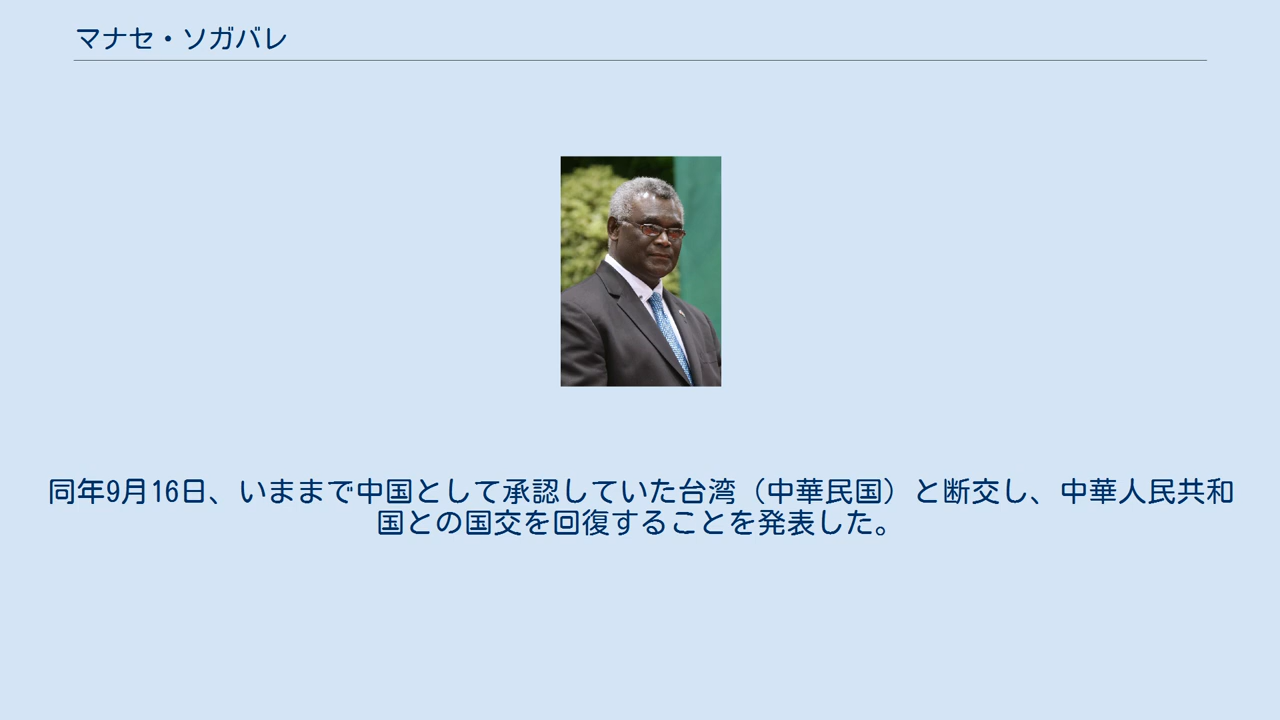 マナセ・ソガバレ
同年9月16日、いままで中国として承認していた台湾（中華民国）と断交し、中華人民共和
国との国交を回復することを発表した。